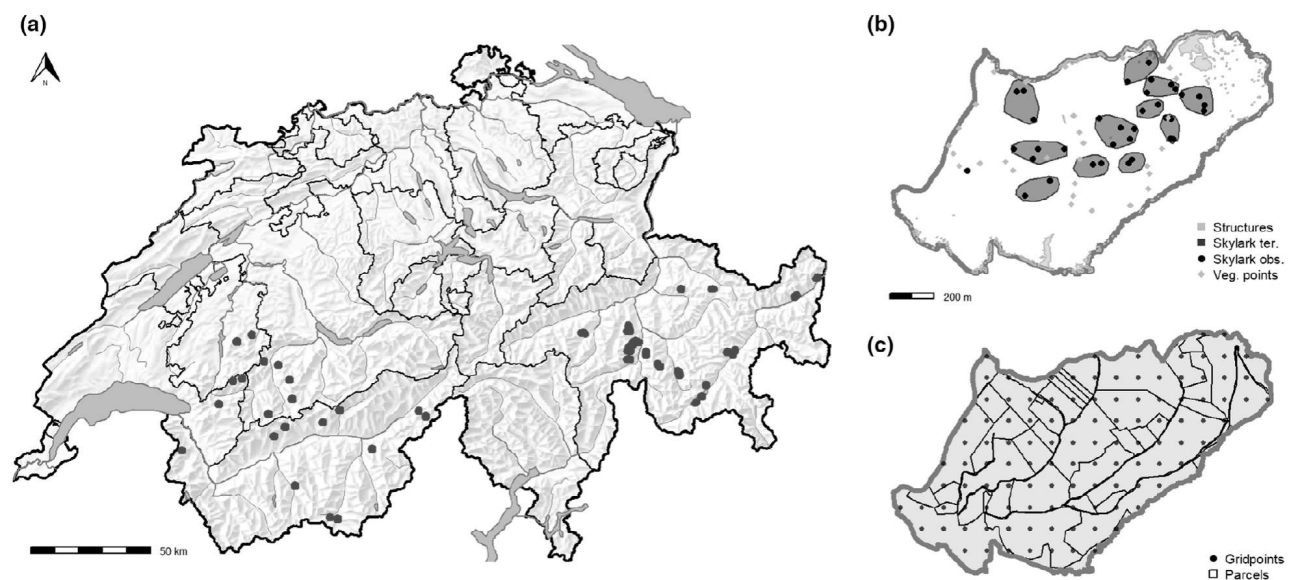 (a)
N
50 km
(b)
Structures
Skylark ter.
Skylark obs.
Veg. points
200 m
(c)
Gridpoints
Parcels